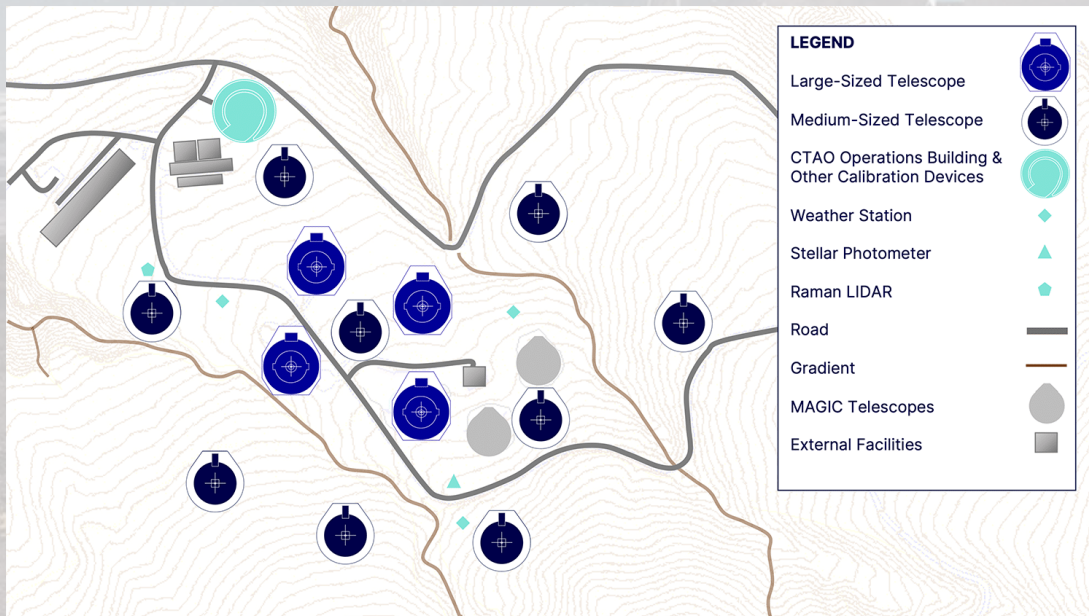 LEGEND
Large-Sized Telescope
Medium-Sized Telescope
CTAO Operations Building &
Other Calibration Devices
Weather Station
Stellar Photometer
Raman LIDAR
Road
Gradient
MAGIC Telescopes
External Facilities